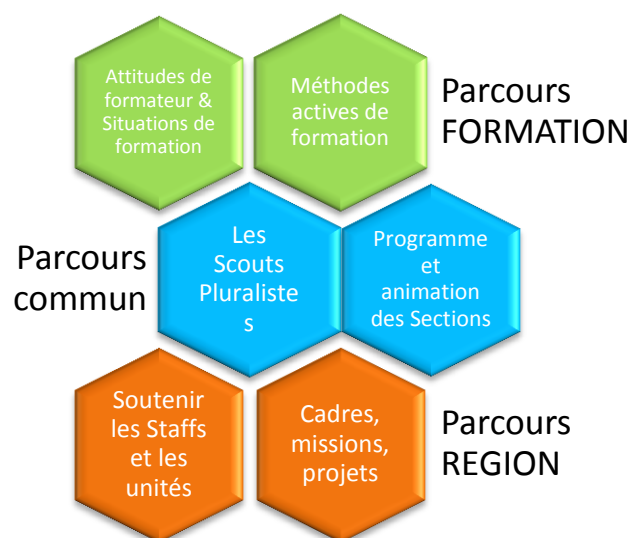 Attitudes de
formateur &
Situations de
formation
Méthodes
actives de
formation
Parcours
FORMATION
Parcours
commun
Les
Scouts
Pluraliste
s
Programme
et
animation
des Sections
Soutenir
les Staffs
et les
unités
Cadres,
missions,
projets
Parcours
REGION